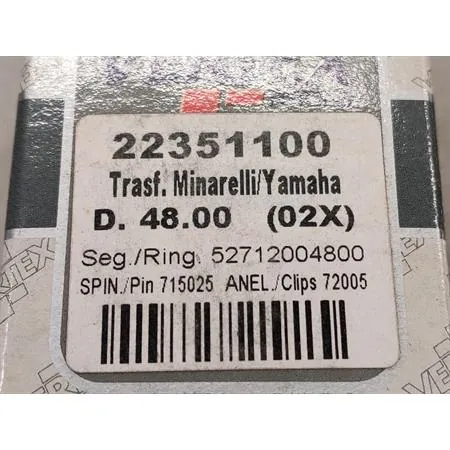 22351100
Trasf. Minarelli/Yamaha
D. 48.00 (02X)
Seg./Ring. 52712004800
SPIN./Pin 715025 ANEL./Clips 72005